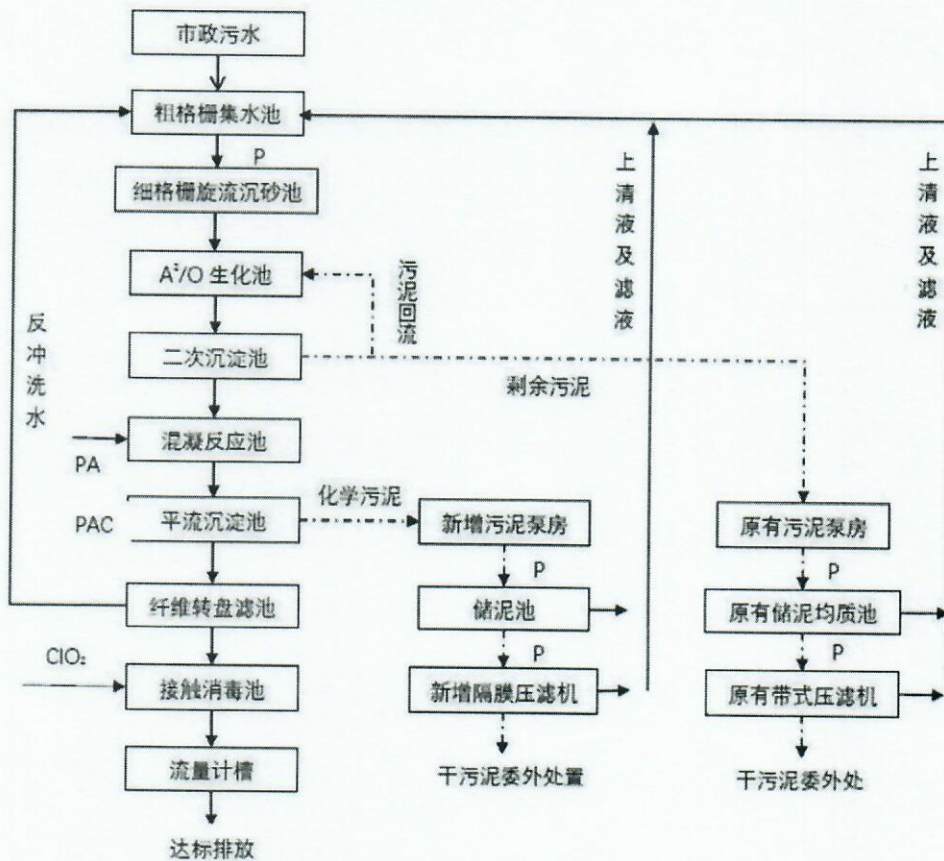 市政污水
粗格栅集水池
P
细格栅旋流沉砂池
A²/O 生化池
污泥回流
二次沉淀池
剩余污泥
反冲洗水
上清液及滤液
上清液及滤液
混凝反应池
PA
化学污泥
平流沉淀池
PAC
新增污泥泵房
原有污泥泵房
P
P
纤维转盘滤池
储泥池
原有储泥均质池
P
P
ClO₂
接触消毒池
新增隔膜压滤机
原有带式压滤机
流量计槽
干污泥委外处置
干污泥委外处
达标排放